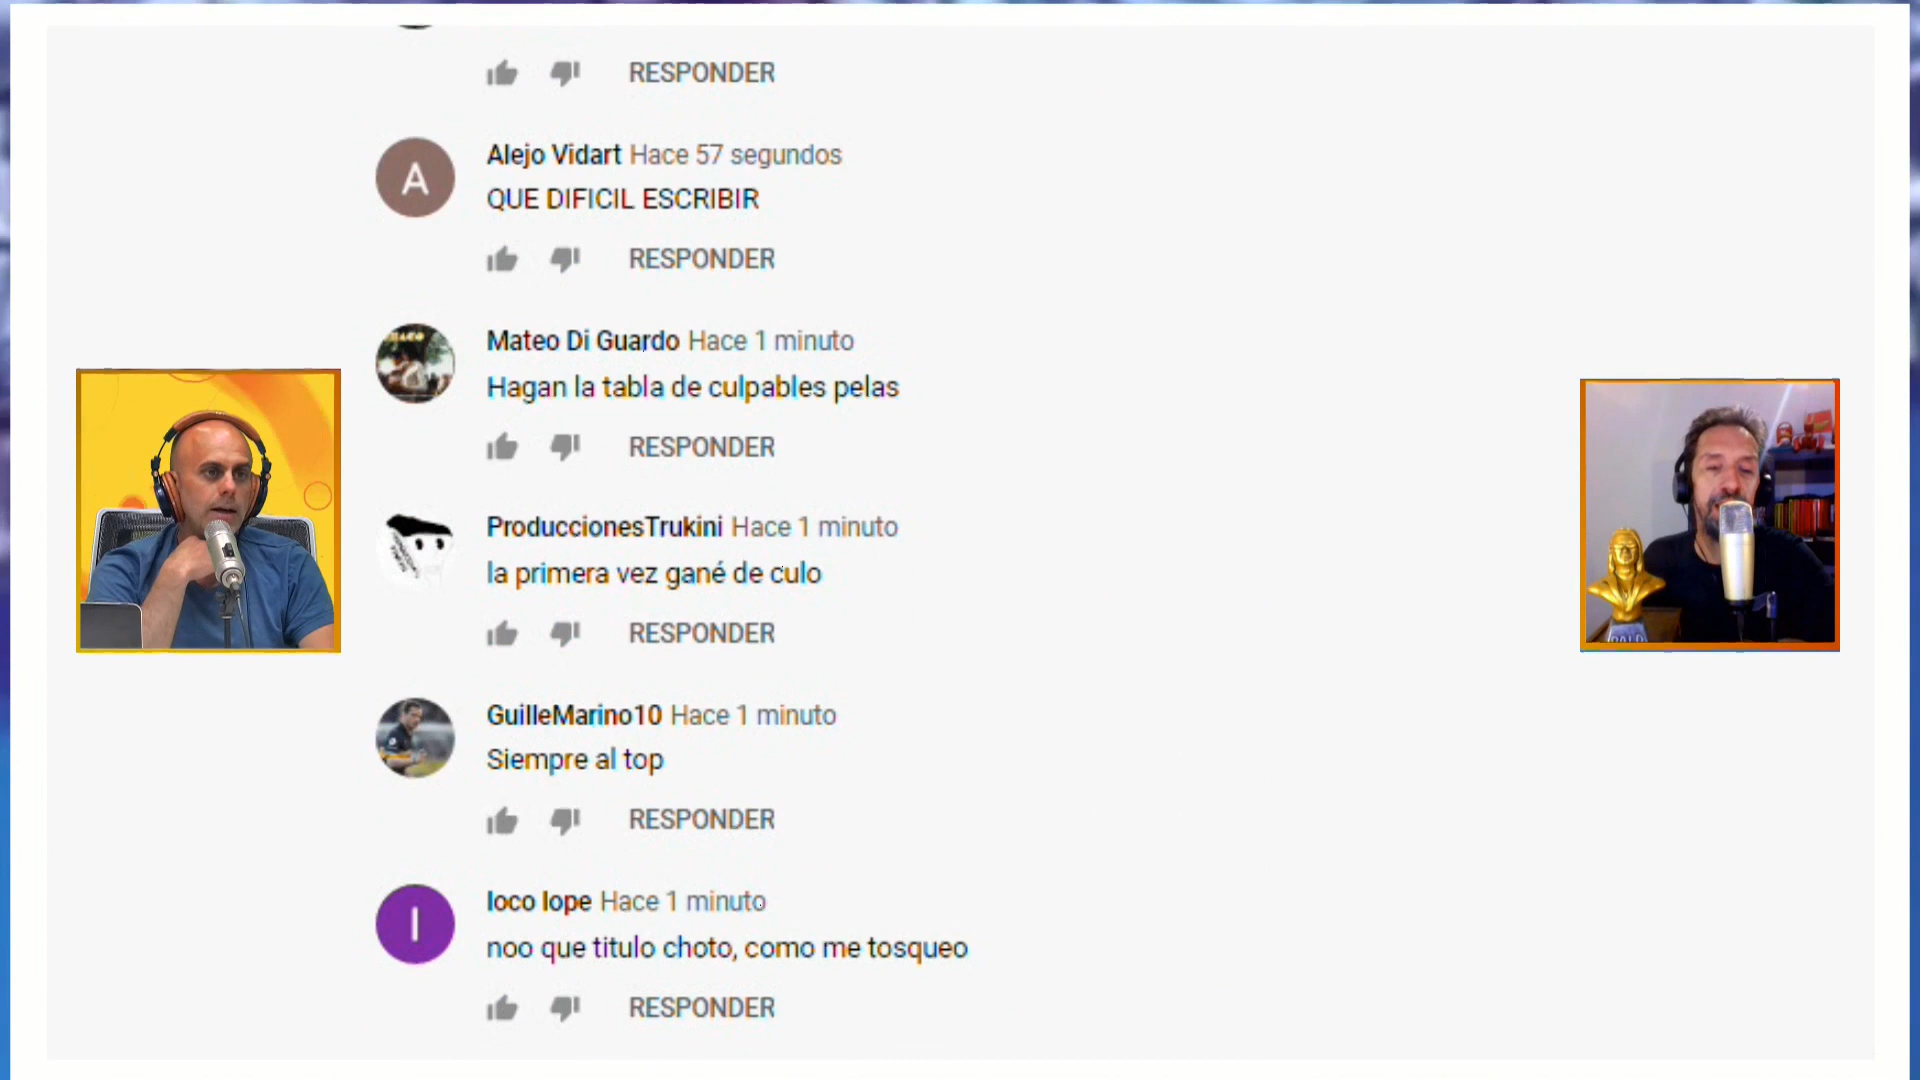 RESPONDER
A
Alejo Vidart Hace 57 segundos
QUE DIFICIL ESCRIBIR
RESPONDER
Mateo Di Guardo Hace 1 minuto
Hagan la tabla de culpables pelas
RESPONDER
ProduccionesTrukini Hace 1 minuto
la primera vez gané de culo
RESPONDER
GuilleMarino10 Hace 1 minuto
Siempre al top
RESPONDER
l
loco lope Hace 1 minuto
noo que titulo choto, como me tosqueo
RESPONDER